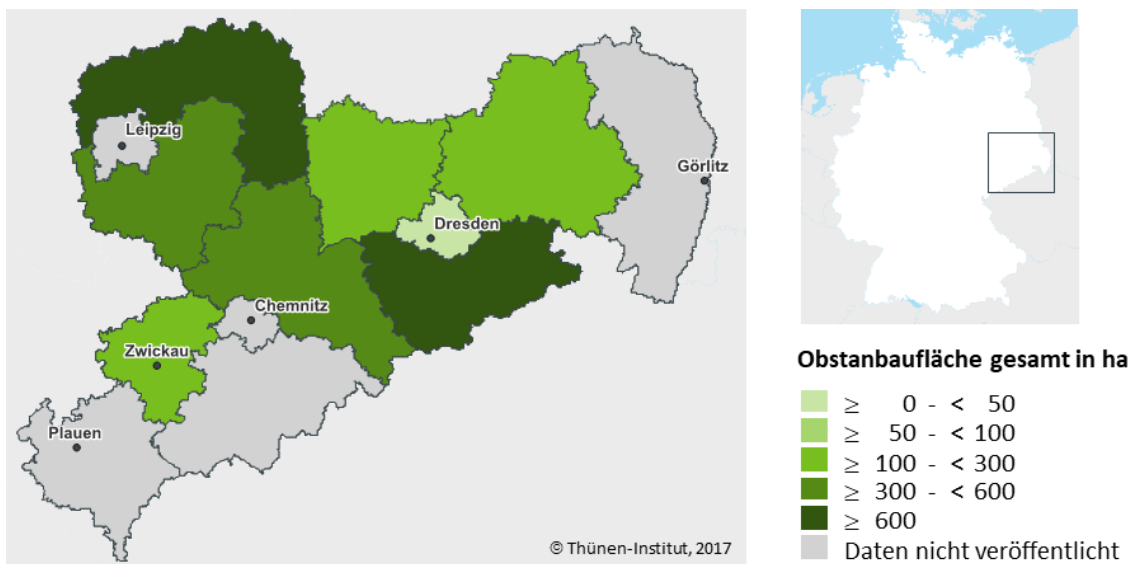 Leipzig
Görlitz
Dresden
Chemnitz
Zwickau
Plauen
© Thünen-Institut, 2017
Obstanbaufläche gesamt in ha
≥ 0 - < 50
≥ 50 - < 100
≥ 100 - < 300
≥ 300 - < 600
≥ 600
Daten nicht veröffentlicht